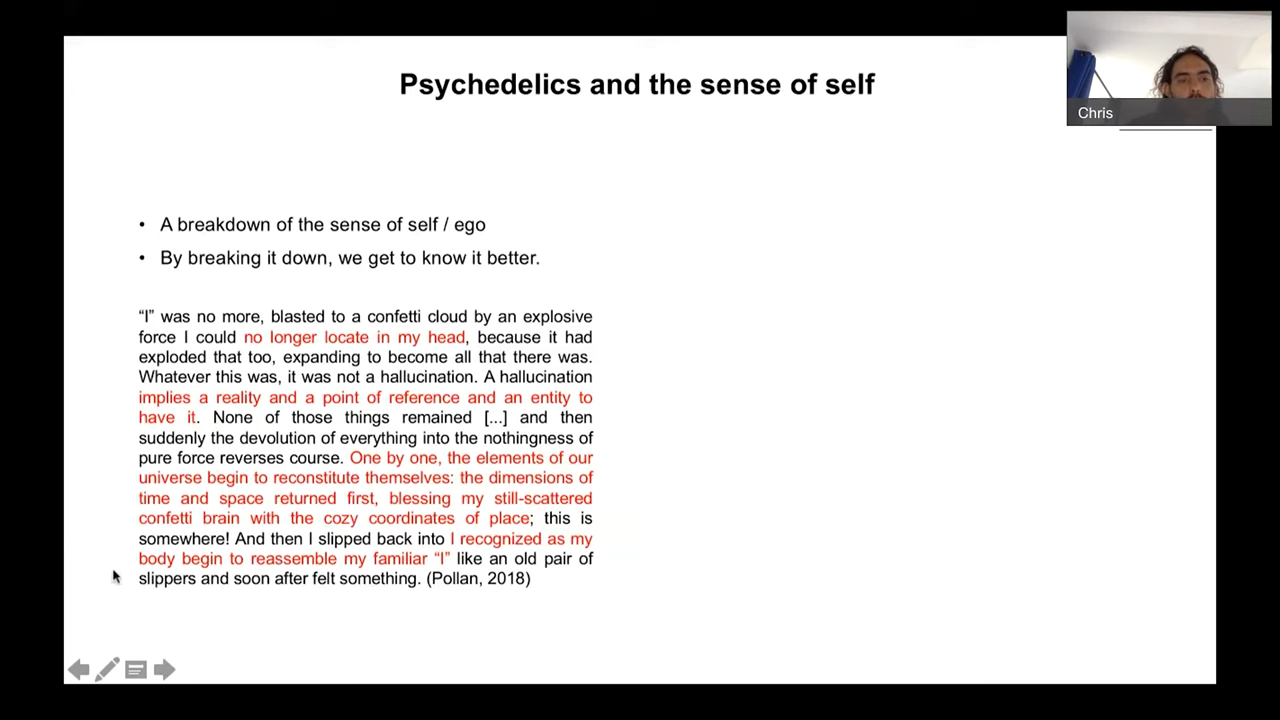 Psychedelics and the sense of self
Chris
• A breakdown of the sense of self / ego
• By breaking it down, we get to know it better.
“I” was no more, blasted to a confetti cloud by an explosive
force I could no longer locate in my head, because it had
exploded that too, expanding to become all that there was.
Whatever this was, it was not a hallucination. A hallucination
implies a reality and a point of reference and an entity to
have it. None of those things remained [...] and then
suddenly the devolution of everything into the nothingness of
pure force reverses course. One by one, the elements of our
universe begin to reconstitute themselves: the dimensions of
time and space returned first, blessing my still-scattered
confetti brain with the cozy coordinates of place; this is
somewhere! And then I slipped back into I recognized as my
body begin to reassemble my familiar “I” like an old pair of
slippers and soon after felt something. (Pollan, 2018)